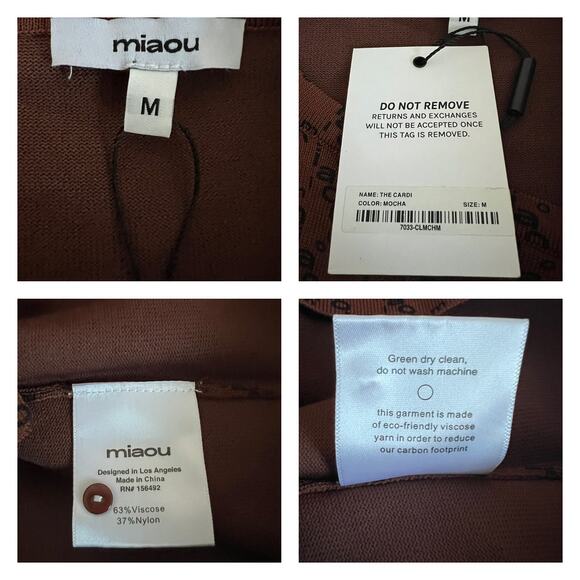 miaou
M
M
DO NOT REMOVE
RETURNS AND EXCHANGES
WILL NOT BE ACCEPTED ONCE
THIS TAG IS REMOVED.
NAME: THE CARDI
COLOR: MOCHA SIZE: M
7033-CLMCHM
miaou
Designed in Los Angeles
Made in China
RN# 156492
63%Viscose
37%Nylon
Green dry clean,
do not wash machine
this garment is made
of eco-friendly viscose
yarn in order to reduce
our carbon footprint